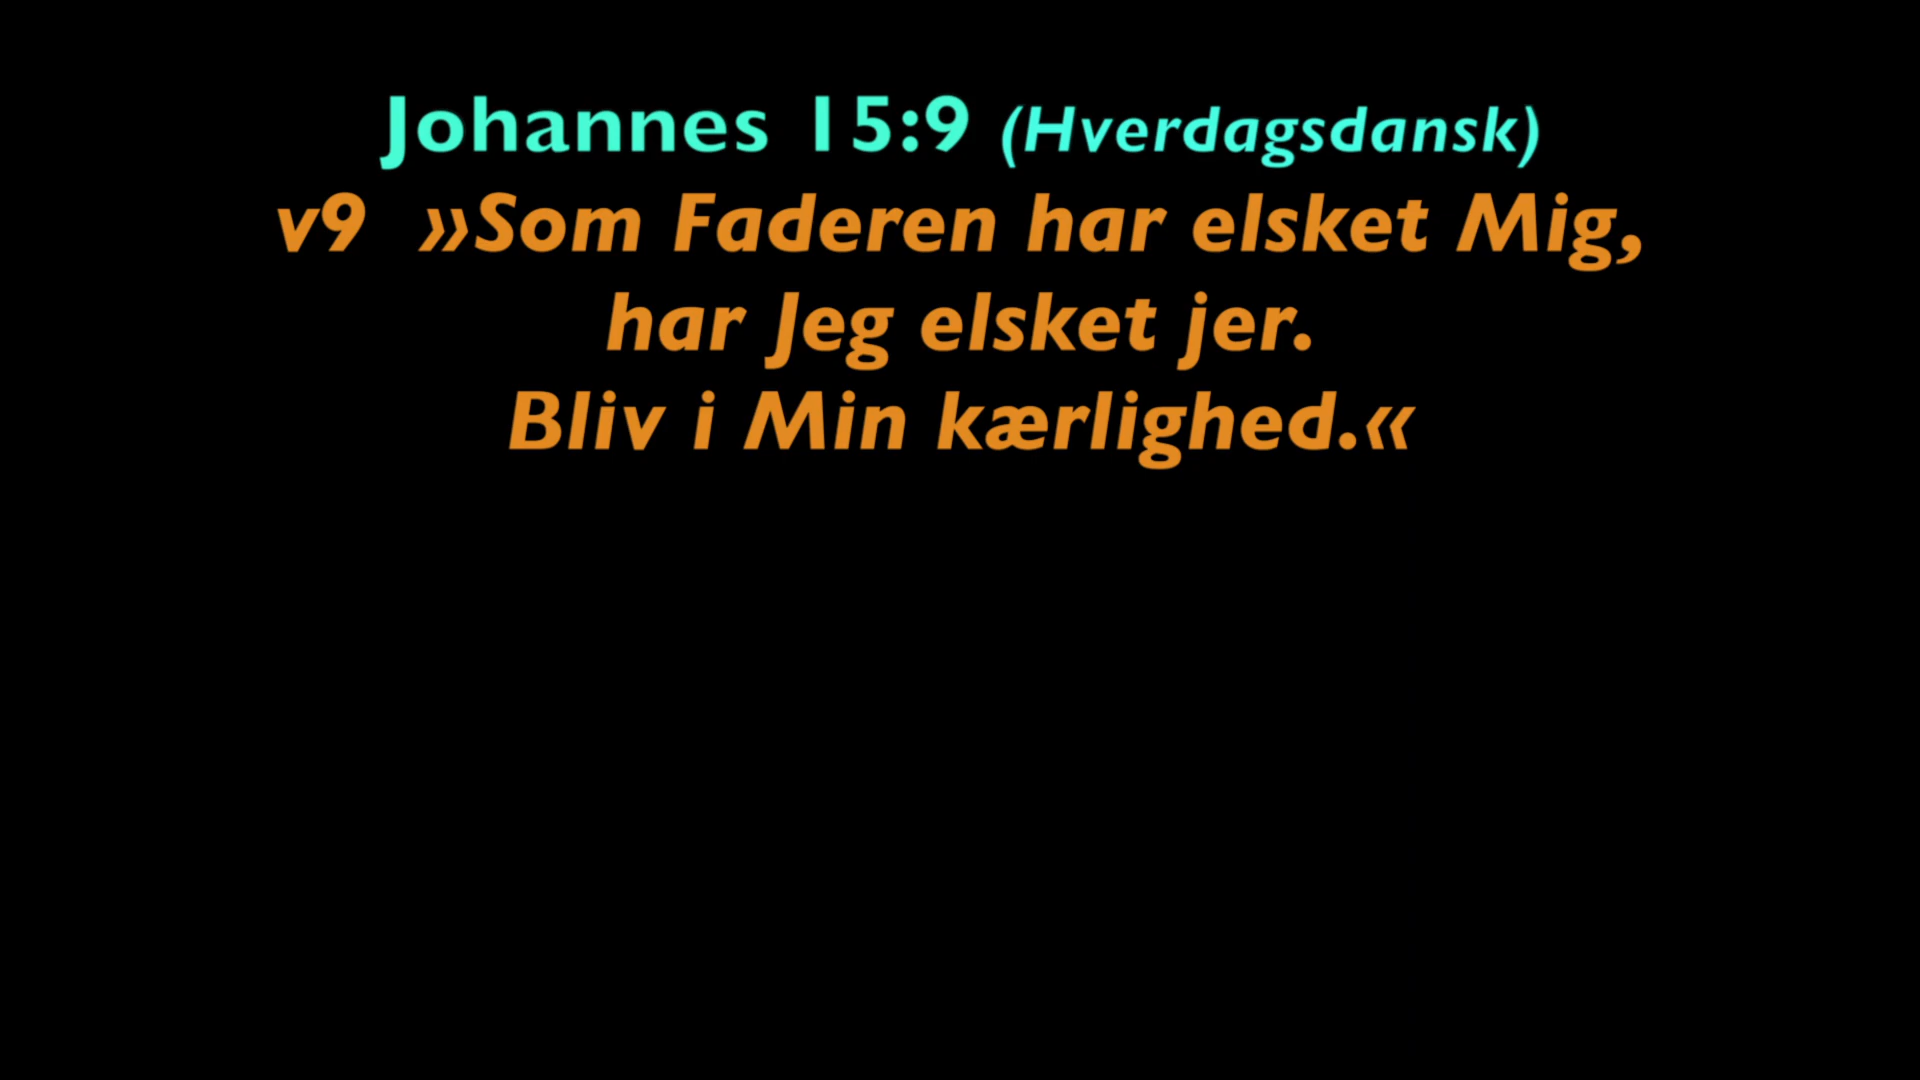 Johannes 15:9 (Hverdagsdansk)
v9 »Som Faderen har elsket Mig,
har Jeg elsket jer.
Bliv i Min kærlighed.«